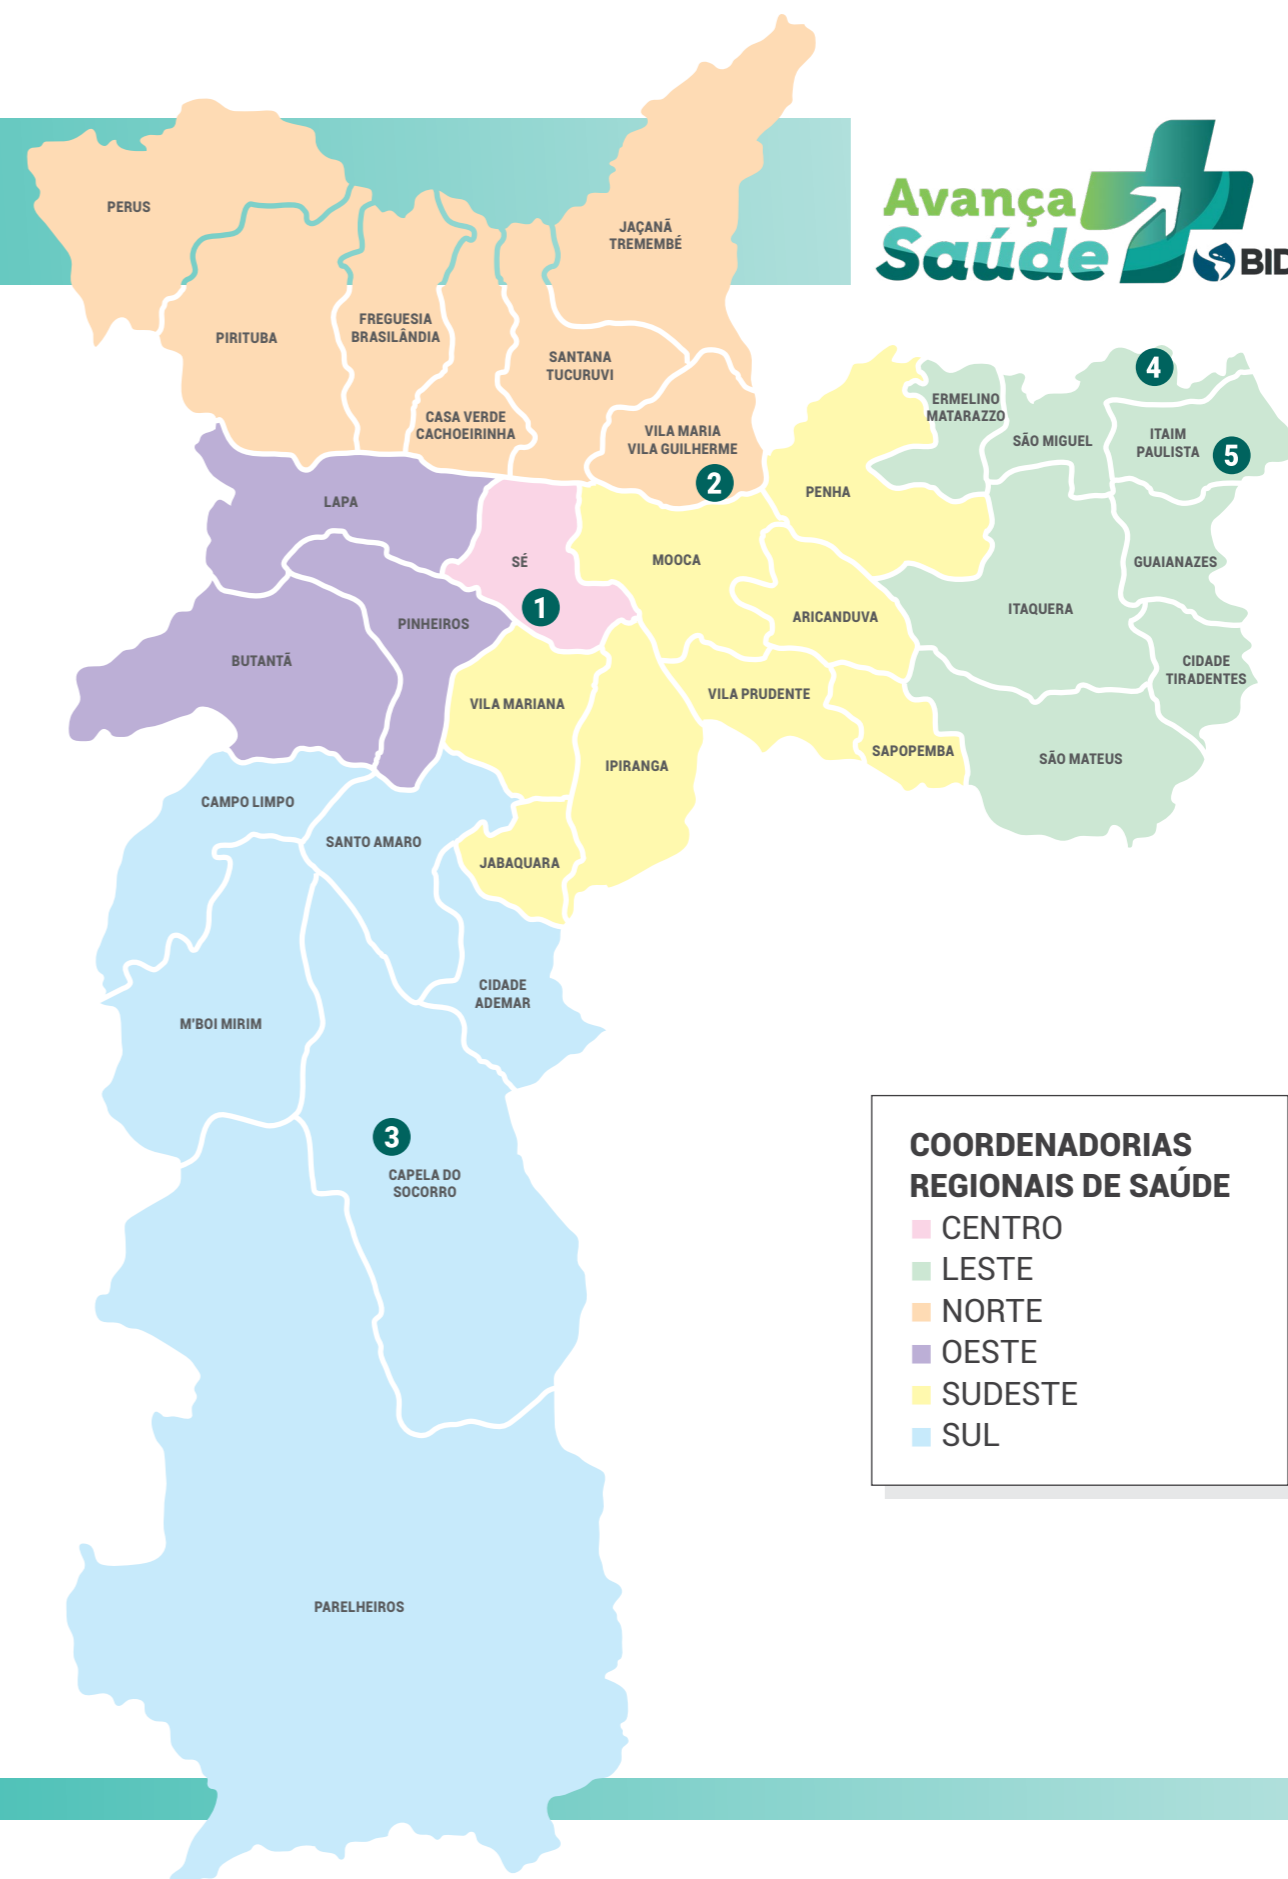 Avança
Saúde
BID
PERUS
JAÇANÃ
TREMEMBÉ
PIRITUBA
FREGUESIA
BRASILÂNDIA
SANTANA
TUCURUVI
CASA VERDE
CACHOEIRINHA
VILA MARIA
VILA GUILHERME
2
4
ERMELINO
MATARAZZO
SÃO MIGUEL
ITAIM
PAULISTA
5
PENHA
LAPA
SÉ
1
MOOCA
GUAIANAZES
PINHEIROS
ARICANDUVA
ITAQUERA
BUTANTÃ
CIDADE
TIRADENTES
VILA MARIANA
VILA PRUDENTE
IPIRANGA
SAPOPEMBA
SÃO MATEUS
CAMPO LIMPO
SANTO AMARO
JABAQUARA
CIDADE
ADEMAR
M'BOI MIRIM
3
CAPELA DO
SOCORRO
PARELHEIROS
COORDENADORIAS
REGIONAIS DE SAÚDE
CENTRO
LESTE
NORTE
OESTE
SUDESTE
SUL